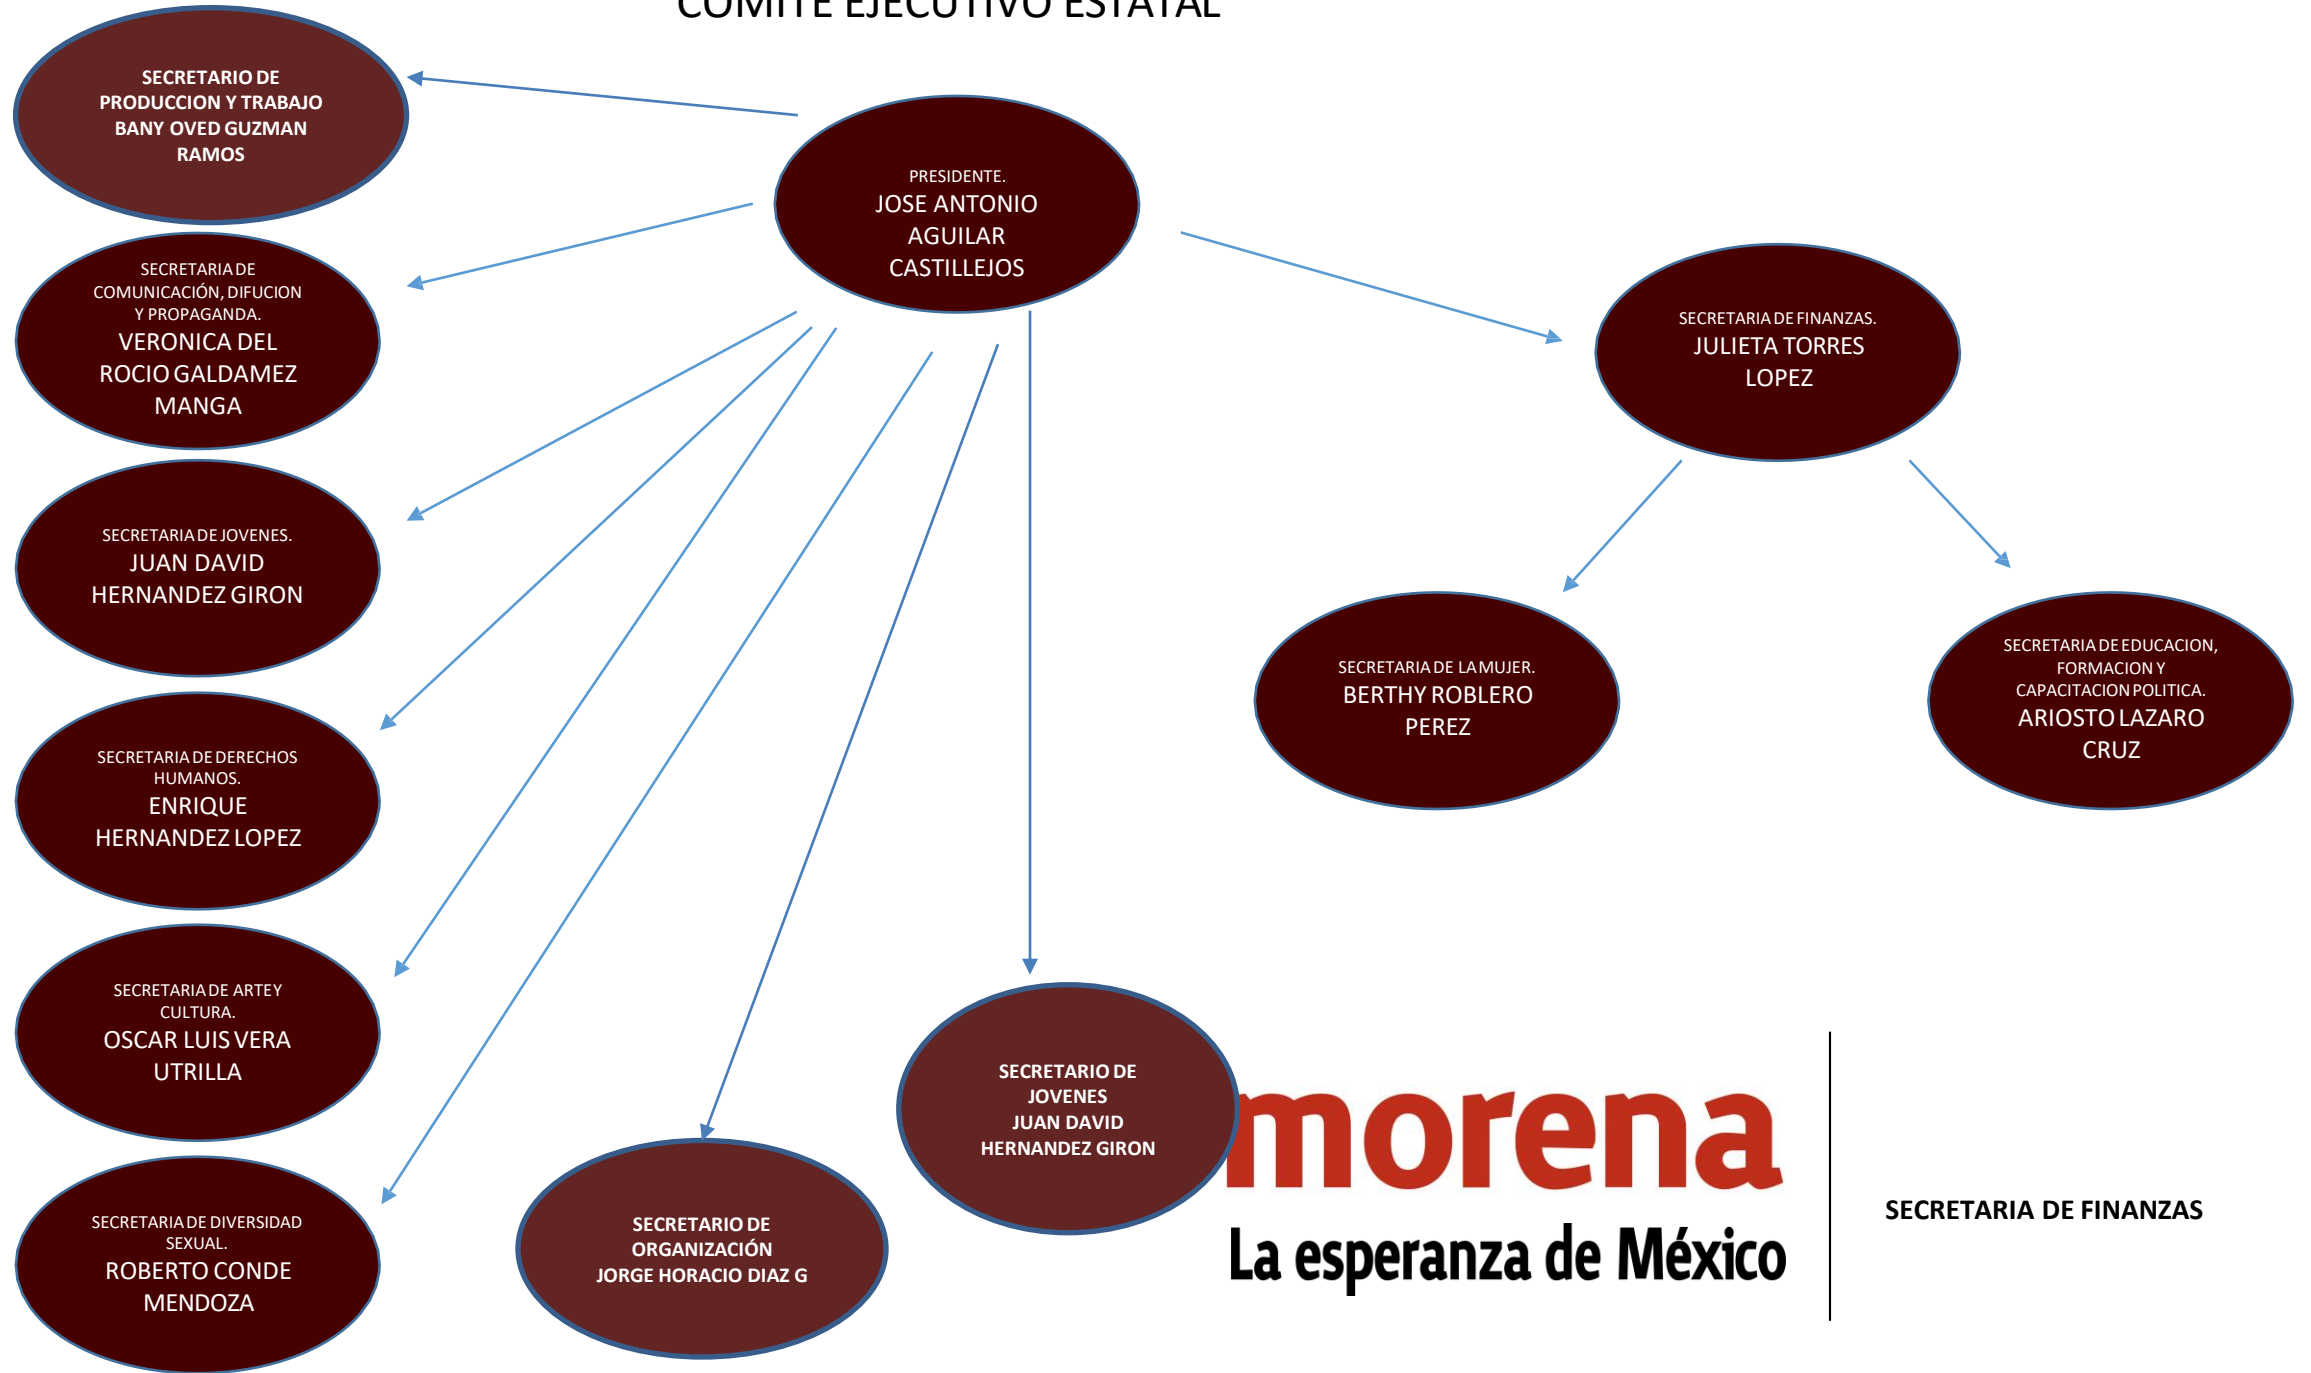 COMITÉ EJECUTIVO ESTATAL
SECRETARIO DE
PRODUCCION Y TRABAJO
BANY OVED GUZMAN
RAMOS
PRESIDENTE.
JOSE ANTONIO
AGUILAR
CASTILLEJOS
SECRETARIA DE
COMUNICACIÓN, DIFUCION
Y PROPAGANDA.
VERONICA DEL
ROCIO GALDAMEZ
MANGA
SECRETARIA DE FINANZAS.
JULIETA TORRES
LOPEZ
SECRETARIA DE JOVENES.
JUAN DAVID
HERNANDEZ GIRON
SECRETARIA DE LA MUJER.
BERTHY ROBLERO
PEREZ
SECRETARIA DE EDUCACION,
FORMACION Y
CAPACITACION POLITICA.
ARIOSTO LAZARO
CRUZ
SECRETARIA DE DERECHOS
HUMANOS.
ENRIQUE
HERNANDEZ LOPEZ
SECRETARIA DE ARTE Y
CULTURA.
OSCAR LUIS VERA
UTRILLA
SECRETARIO DE
JOVENES
JUAN DAVID
HERNANDEZ GIRON
SECRETARIA DE DIVERSIDAD
SEXUAL.
ROBERTO CONDE
MENDOZA
SECRETARIO DE
ORGANIZACIÓN
JORGE HORACIO DIAZ G
morena
La esperanza de México
SECRETARIA DE FINANZAS